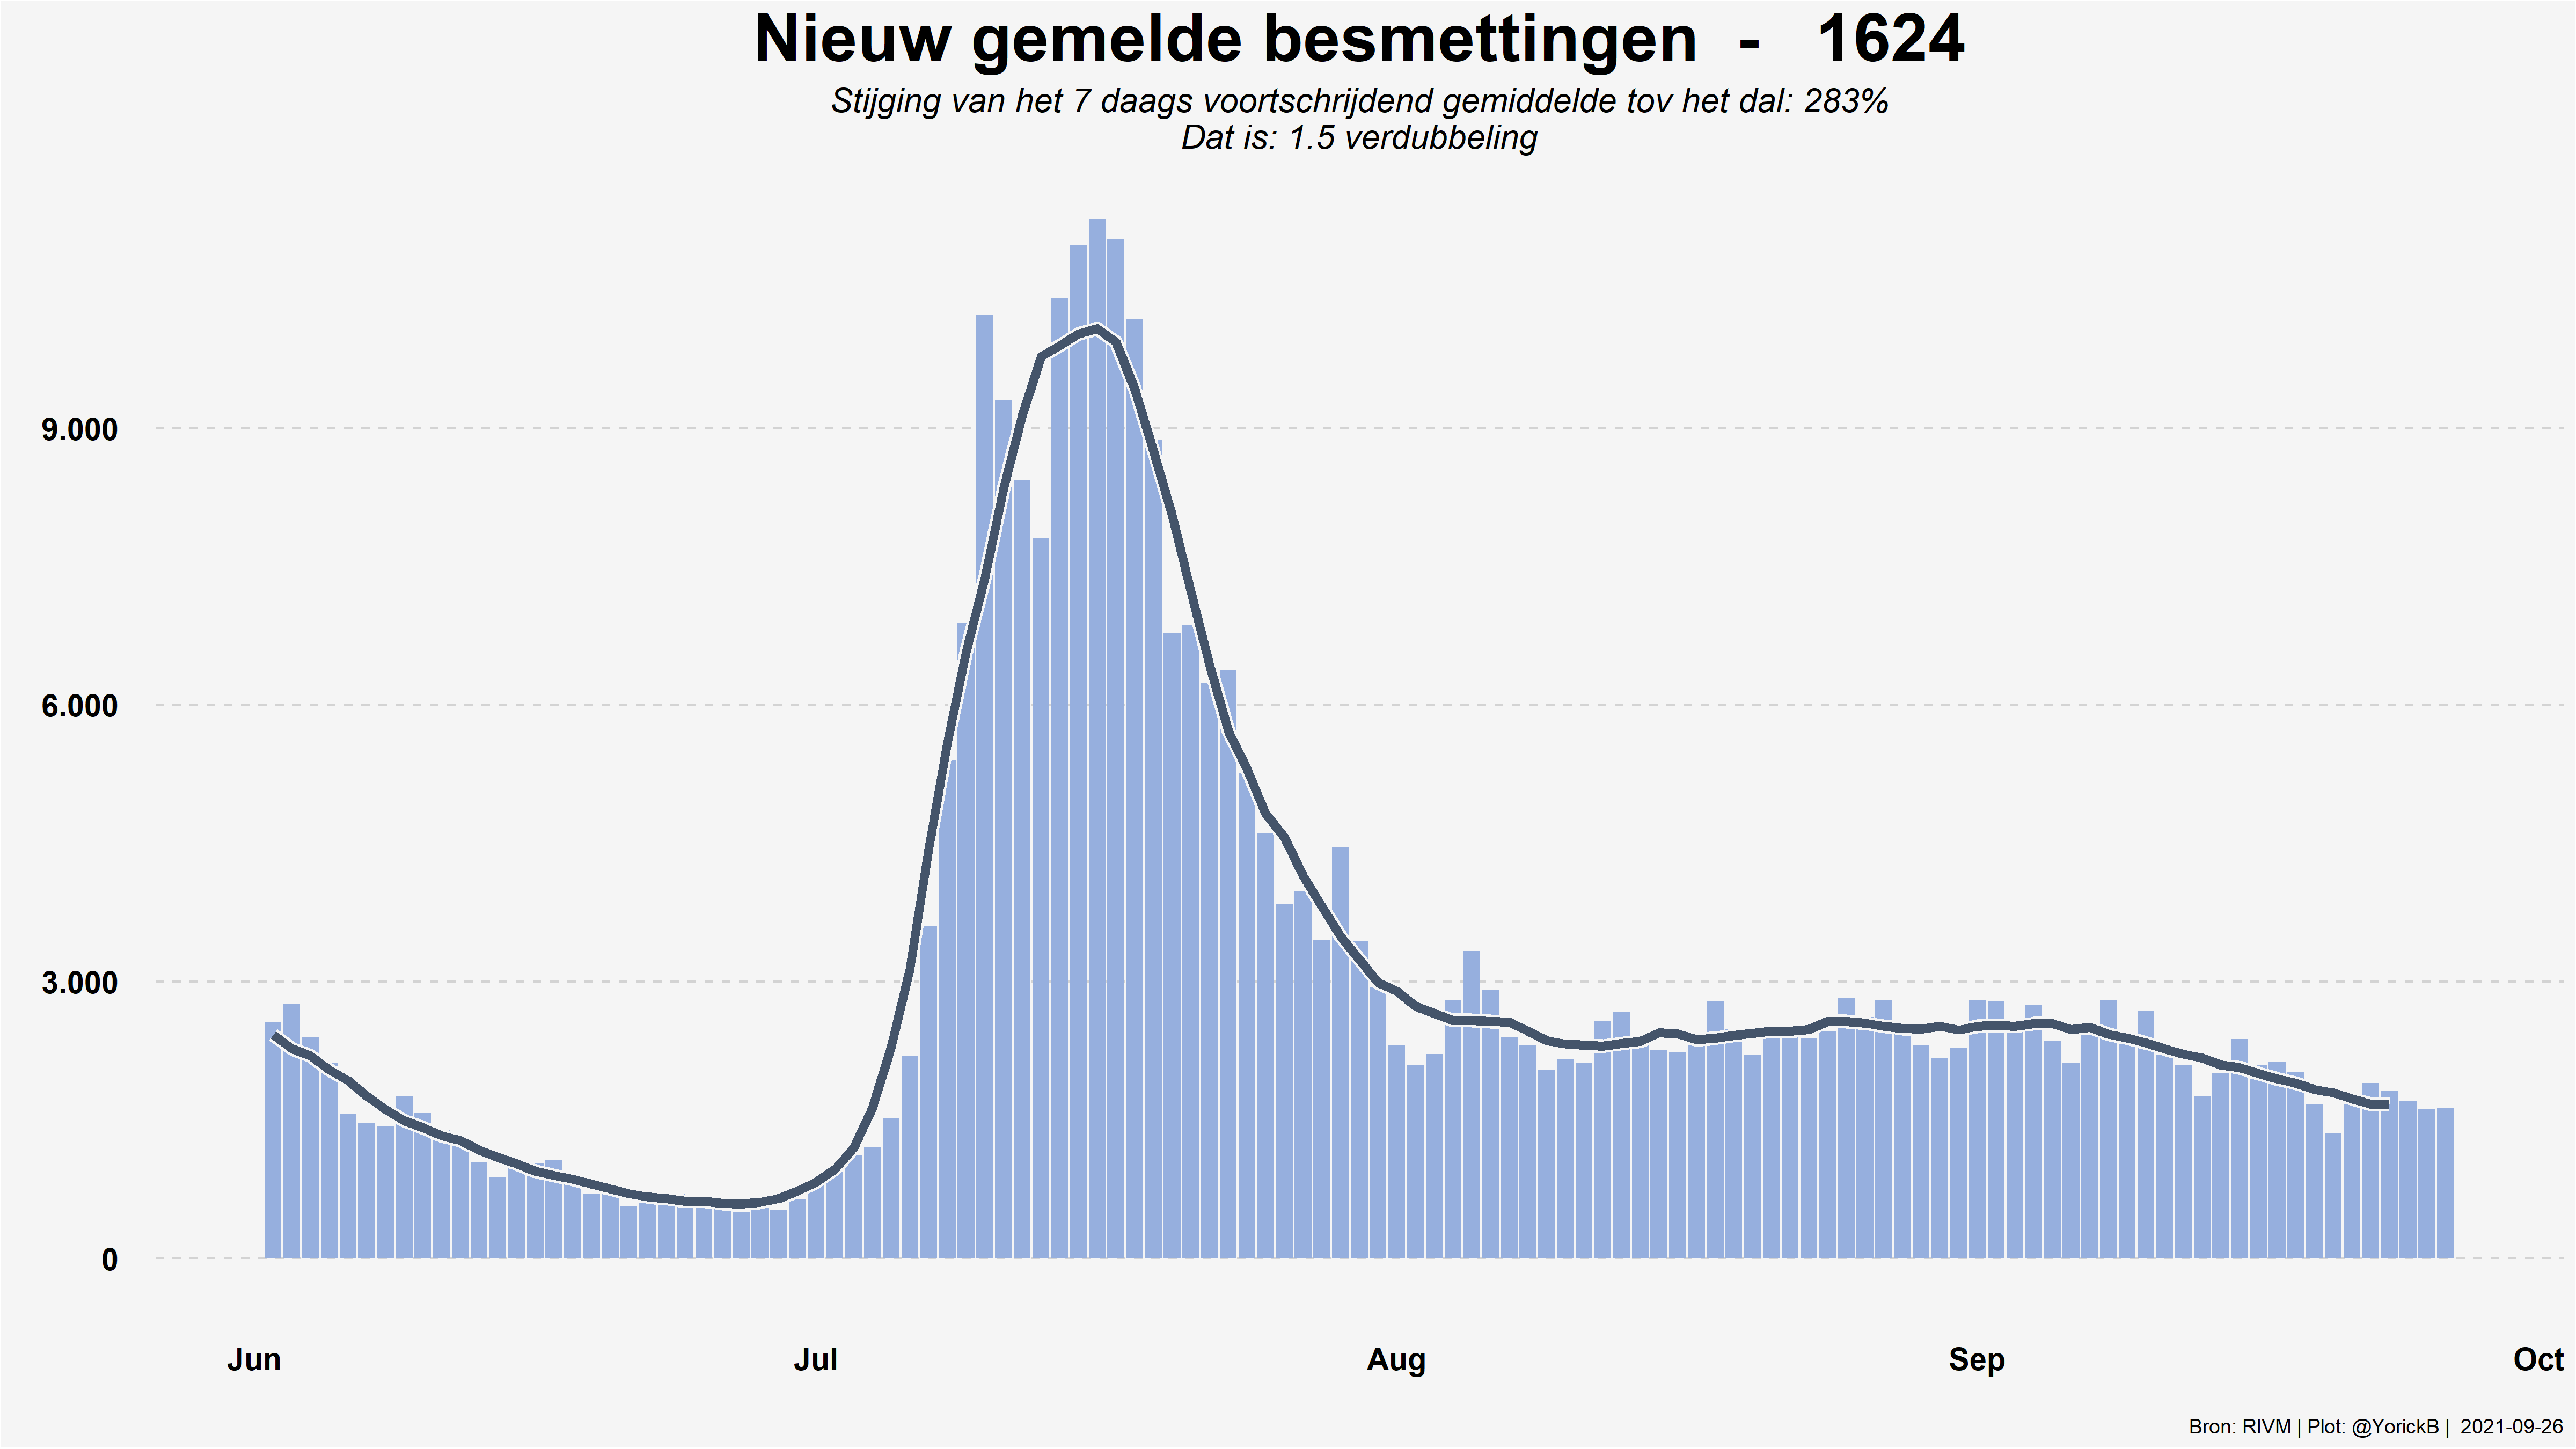 Nieuw gemelde besmettingen - 1624
Stijging van het 7 daags voortschrijdend gemiddelde tov het dal: 283%
Dat is: 1.5 verdubbeling
9.000
6.000
3.000
0
Jun Jul Aug Sep Oct
Bron: RIVM | Plot: @YorickB | 2021-09-26